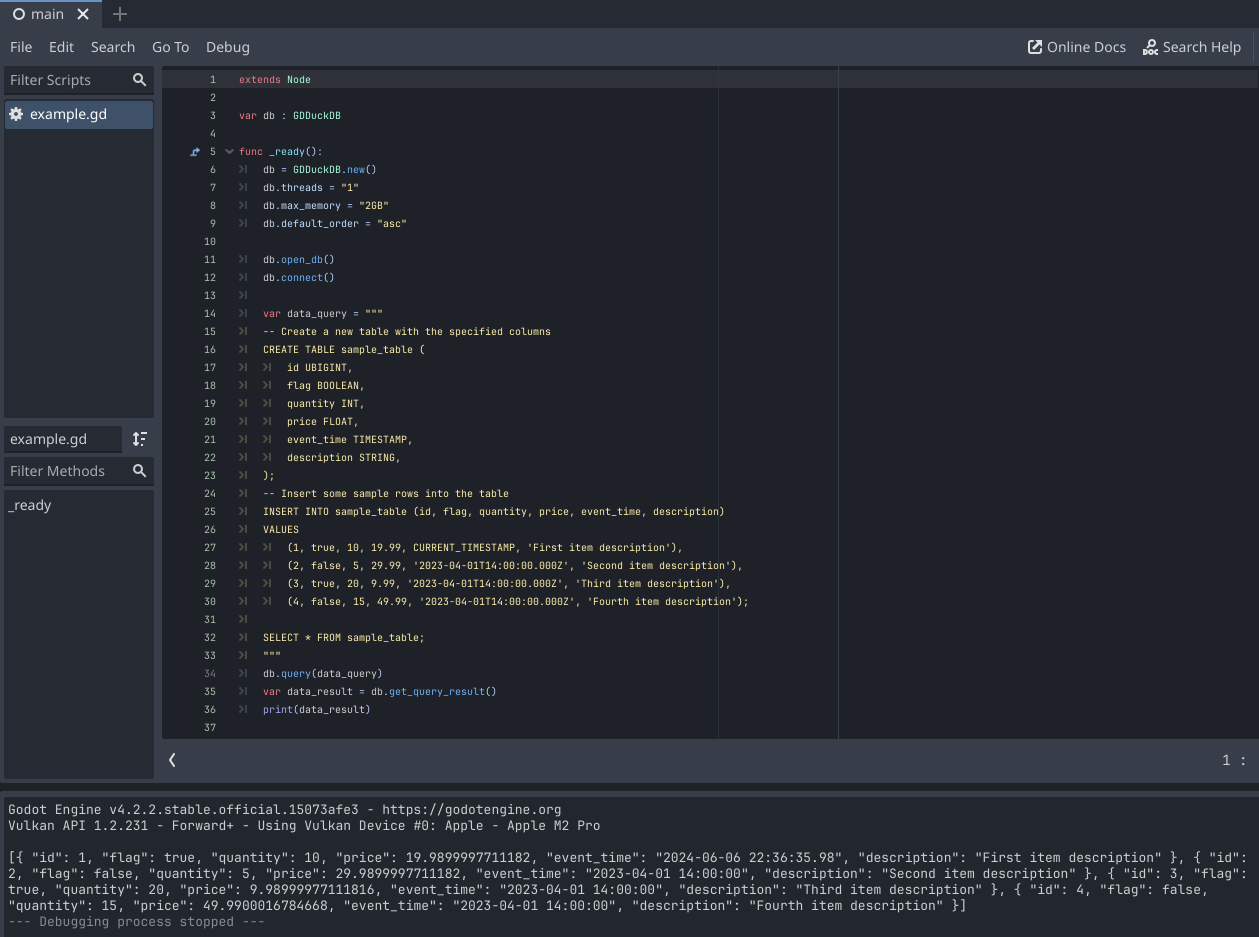 main
File Edit Search Go To Debug Online Docs Search Help
Filter Scripts
example.gd
example.gd
Filter Methods
_ready
1 extends Node
2
3 var db : GDDuckDB
4
5 func _ready():
6 db = GDDuckDB.new()
7 db.threads = "1"
8 db.max_memory = "2GB"
9 db.default_order = "asc"
10
11 db.open_db()
12 db.connect()
13
14 var data_query = """
15 -- Create a new table with the specified columns
16 CREATE TABLE sample_table (
17 id UBIGINT,
18 flag BOOLEAN,
19 quantity INT,
20 price FLOAT,
21 event_time TIMESTAMP,
22 description STRING,
23 );
24 -- Insert some sample rows into the table
25 INSERT INTO sample_table (id, flag, quantity, price, event_time, description)
26 VALUES
27 (1, true, 10, 19.99, CURRENT_TIMESTAMP, 'First item description'),
28 (2, false, 5, 29.99, '2023-04-01T14:00:00.000Z', 'Second item description'),
29 (3, true, 20, 9.99, '2023-04-01T14:00:00.000Z', 'Third item description'),
30 (4, false, 15, 49.99, '2023-04-01T14:00:00.000Z', 'Fourth item description');
31
32 SELECT * FROM sample_table;
33 """
34 db.query(data_query)
35 var data_result = db.get_query_result()
36 print(data_result)
37
1 :
Godot Engine v4.2.2.stable.official.15073afe3 - https://godotengine.org
Vulkan API 1.2.231 - Forward+ - Using Vulkan Device #0: Apple - Apple M2 Pro
[{ "id": 1, "flag": true, "quantity": 10, "price": 19.9899997711182, "event_time": "2024-06-06 22:36:35.98", "description": "First item description" }, { "id":
2, "flag": false, "quantity": 5, "price": 29.9899997711182, "event_time": "2023-04-01 14:00:00", "description": "Second item description" }, { "id": 3, "flag":
true, "quantity": 20, "price": 9.98999977111816, "event_time": "2023-04-01 14:00:00", "description": "Third item description" }, { "id": 4, "flag": false,
"quantity": 15, "price": 49.9900016784668, "event_time": "2023-04-01 14:00:00", "description": "Fourth item description" }]
--- Debugging process stopped ---